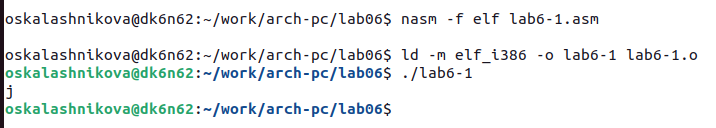 oskalashnikova@dk6n62:~/work/arch-pc/lab06$ nasm -f elf lab6-1.asm
oskalashnikova@dk6n62:~/work/arch-pc/lab06$ ld -m elf_i386 -o lab6-1 lab6-1.o
oskalashnikova@dk6n62:~/work/arch-pc/lab06$ ./lab6-1
j
oskalashnikova@dk6n62:~/work/arch-pc/lab06$